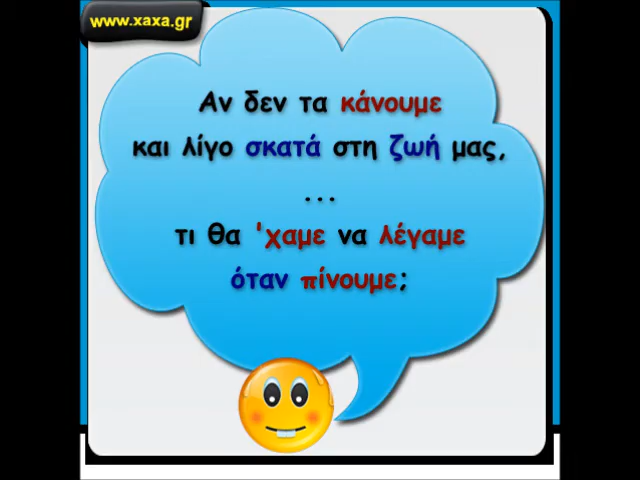 www.xaxa.gr
Αν δεν τα κάνουμε
και λίγο σκατά στη ζωή μας,
...
τι θα 'χαμε να λέγαμε
όταν πίνουμε;